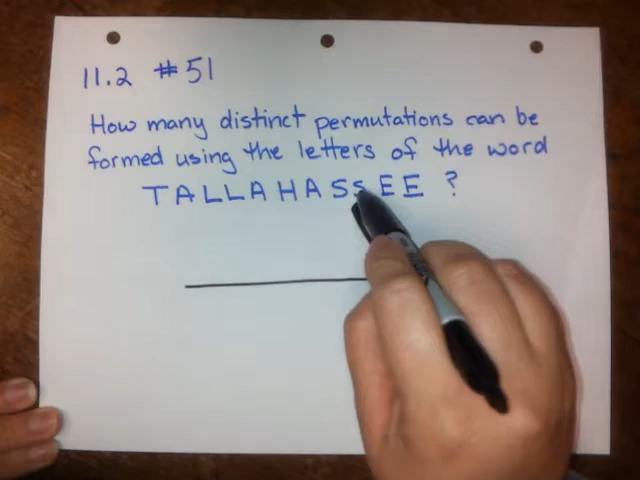 11.2 #51
How many distinct permutations can be
formed using the letters of the word
TALLAHASSEE ?